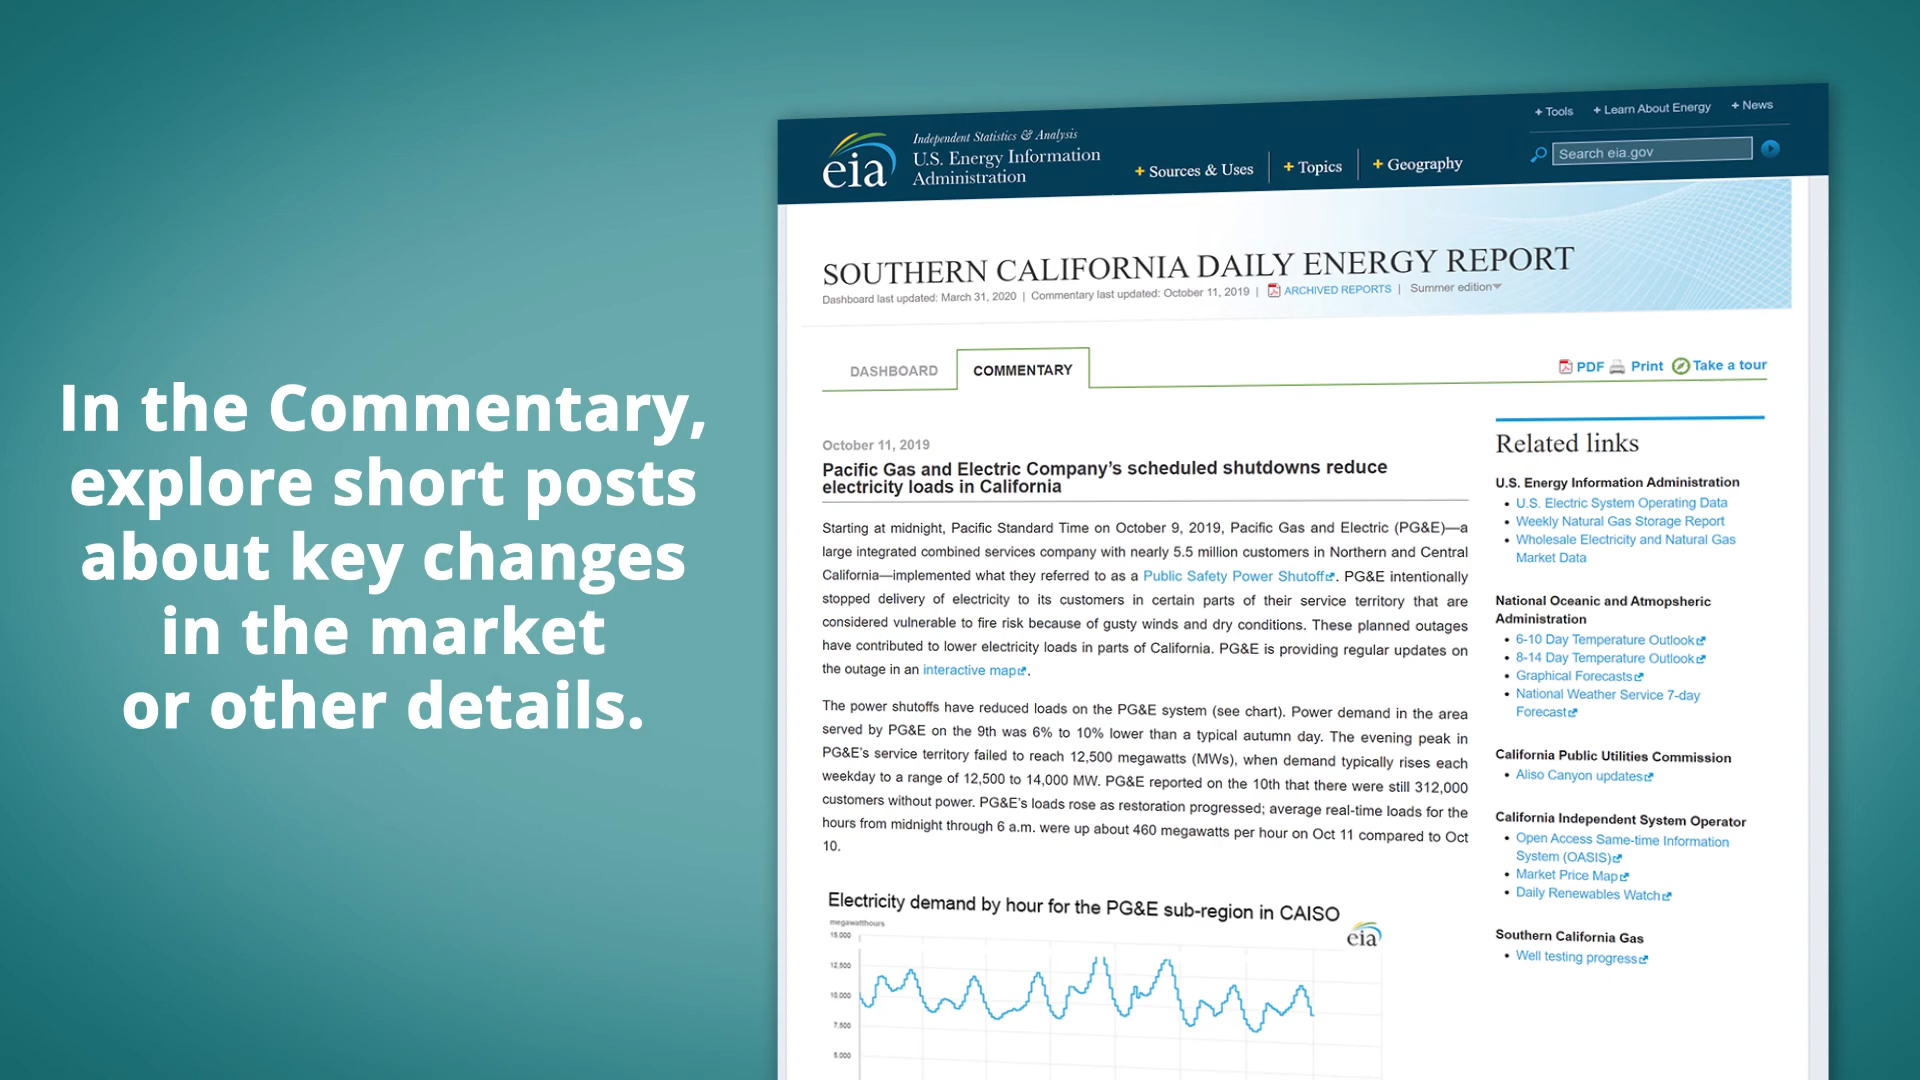 In the Commentary,
explore short posts
about key changes
in the market
or other details.
+ Tools + Learn About Energy + News
eia
Independent Statistics & Analysis
U.S. Energy Information
Administration
+ Sources & Uses + Topics + Geography
Search eia.gov
SOUTHERN CALIFORNIA DAILY ENERGY REPORT
Dashboard last updated: March 31, 2020 | Commentary last updated: October 11, 2019 | ARCHIVED REPORTS | Summer edition
DASHBOARD COMMENTARY
PDF Print Take a tour
October 11, 2019
Pacific Gas and Electric Company’s scheduled shutdowns reduce
electricity loads in California
Starting at midnight, Pacific Standard Time on October 9, 2019, Pacific Gas and Electric (PG&E)—a
large integrated combined services company with nearly 5.5 million customers in Northern and Central
California—implemented what they referred to as a Public Safety Power Shutoff. PG&E intentionally
stopped delivery of electricity to its customers in certain parts of their service territory that are
considered vulnerable to fire risk because of gusty winds and dry conditions. These planned outages
have contributed to lower electricity loads in parts of California. PG&E is providing regular updates on
the outage in an interactive map.
The power shutoffs have reduced loads on the PG&E system (see chart). Power demand in the area
served by PG&E on the 9th was 6% to 10% lower than a typical autumn day. The evening peak in
PG&E’s service territory failed to reach 12,500 megawatts (MWs), when demand typically rises each
weekday to a range of 12,500 to 14,000 MW. PG&E reported on the 10th that there were still 312,000
customers without power. PG&E’s loads rose as restoration progressed; average real-time loads for the
hours from midnight through 6 a.m. were up about 460 megawatts per hour on Oct 11 compared to Oct
10.
Electricity demand by hour for the PG&E sub-region in CAISO
megawatthours
eia
15,000
12,500
10,000
7,500
5,000
Related links
U.S. Energy Information Administration
• U.S. Electric System Operating Data
• Weekly Natural Gas Storage Report
• Wholesale Electricity and Natural Gas
Market Data
National Oceanic and Atmopsheric
Administration
• 6-10 Day Temperature Outlook
• 8-14 Day Temperature Outlook
• Graphical Forecasts
• National Weather Service 7-day
Forecast
California Public Utilities Commission
• Aliso Canyon updates
California Independent System Operator
• Open Access Same-time Information
System (OASIS)
• Market Price Map
• Daily Renewables Watch
Southern California Gas
• Well testing progress